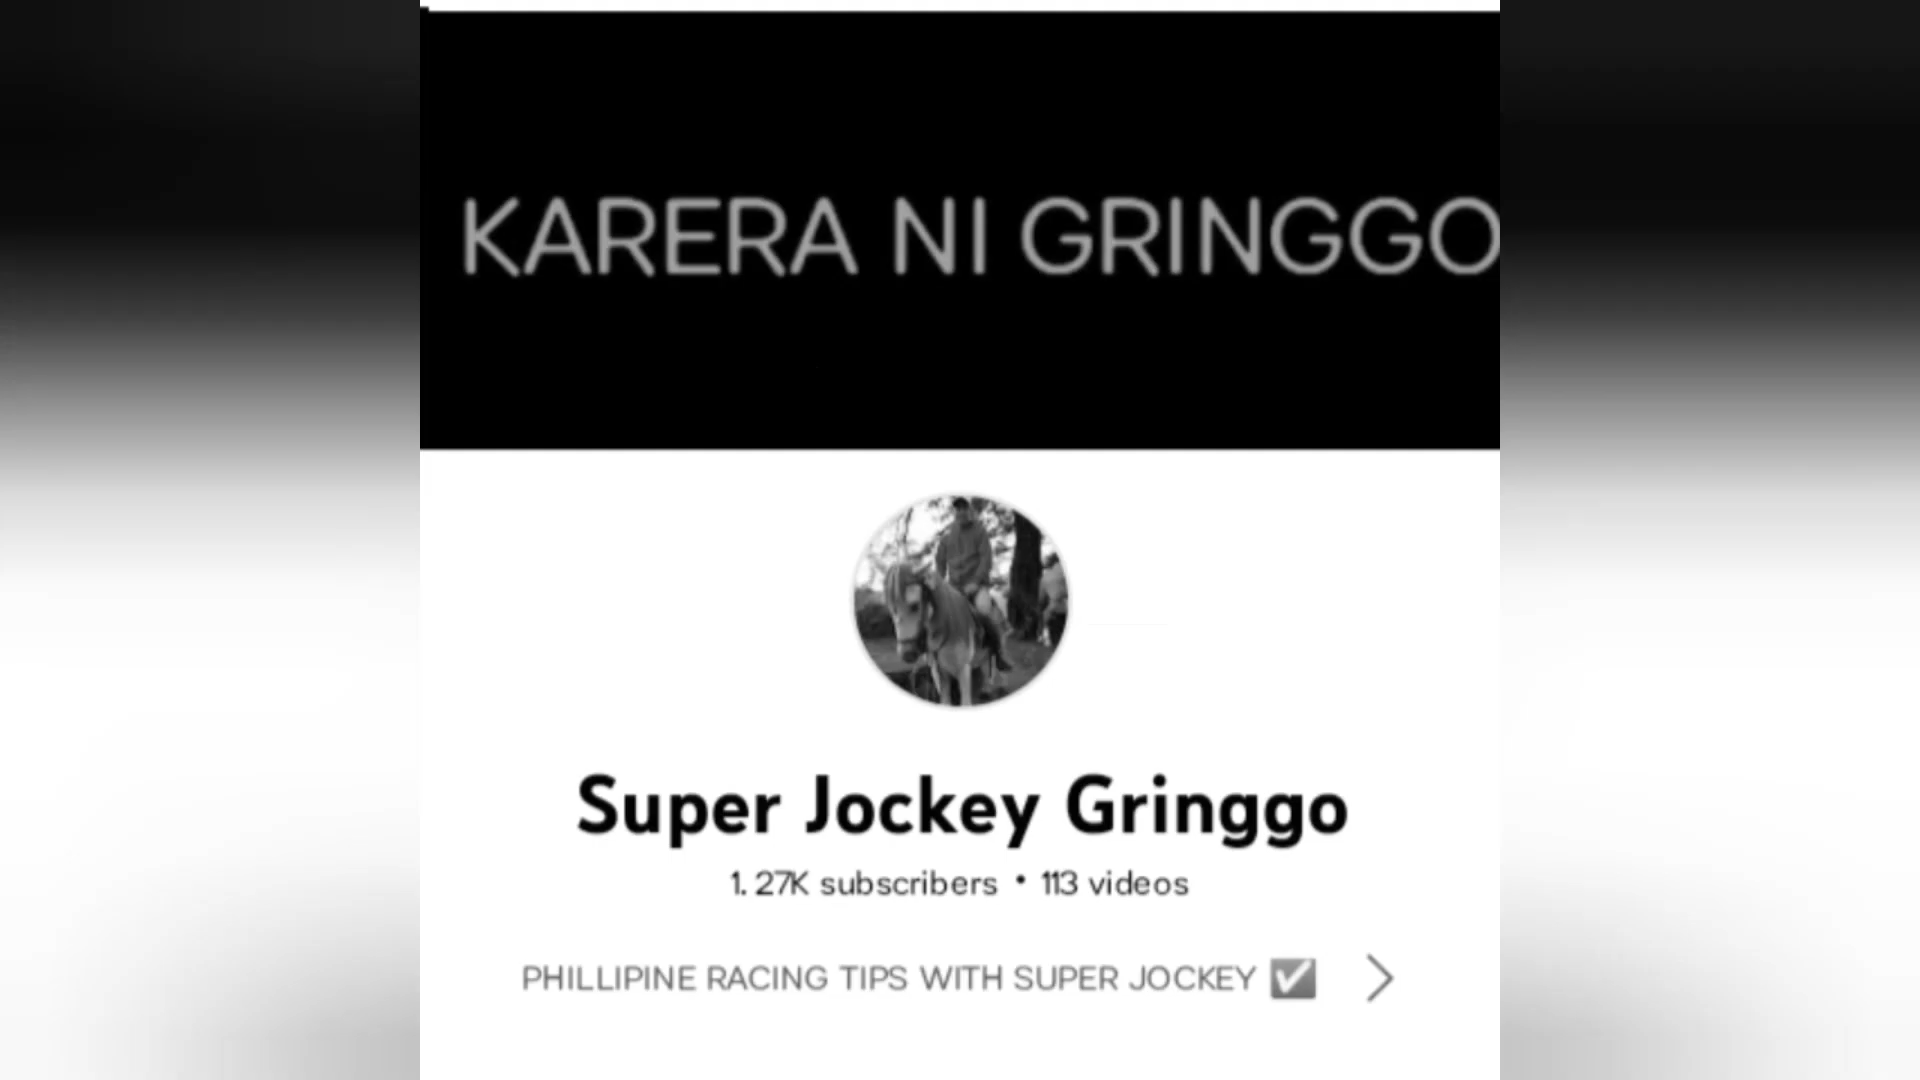 KARERA NI GRINGGO
Super Jockey Gringgo
1.27K subscribers • 113 videos
PHILLIPINE RACING TIPS WITH SUPER JOCKEY ☑